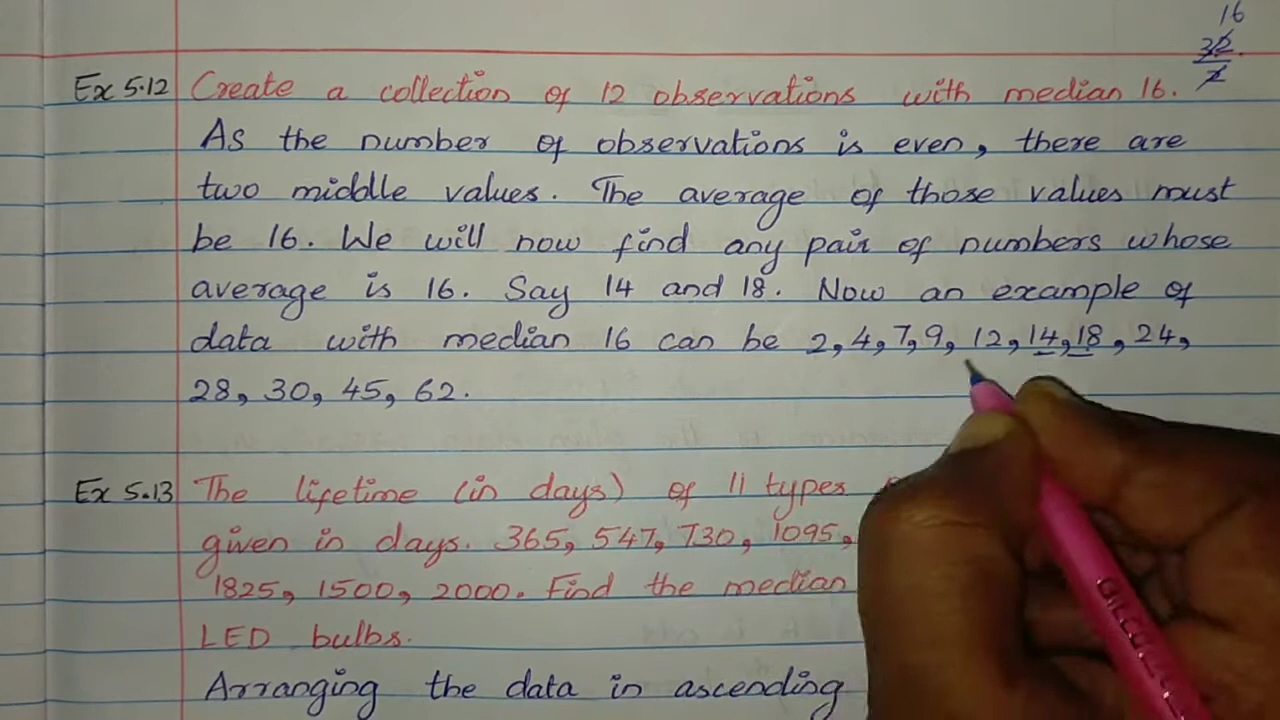 16
32
2
Ex 5.12 Create a collection of 12 observations with median 16.
As the number of observations is even, there are
two middle values. The average of those values must
be 16. We will now find any pair of numbers whose
average is 16. Say 14 and 18. Now an example of
data with median 16 can be 2, 4, 7, 9, 12, 14, 18, 24,
28, 30, 45, 62.
Ex 5.13 The lifetime (in days) of 11 types
given in days. 365, 547, 730, 1095,
1825, 1500, 2000. Find the median
LED bulbs.
Arranging the data in ascending